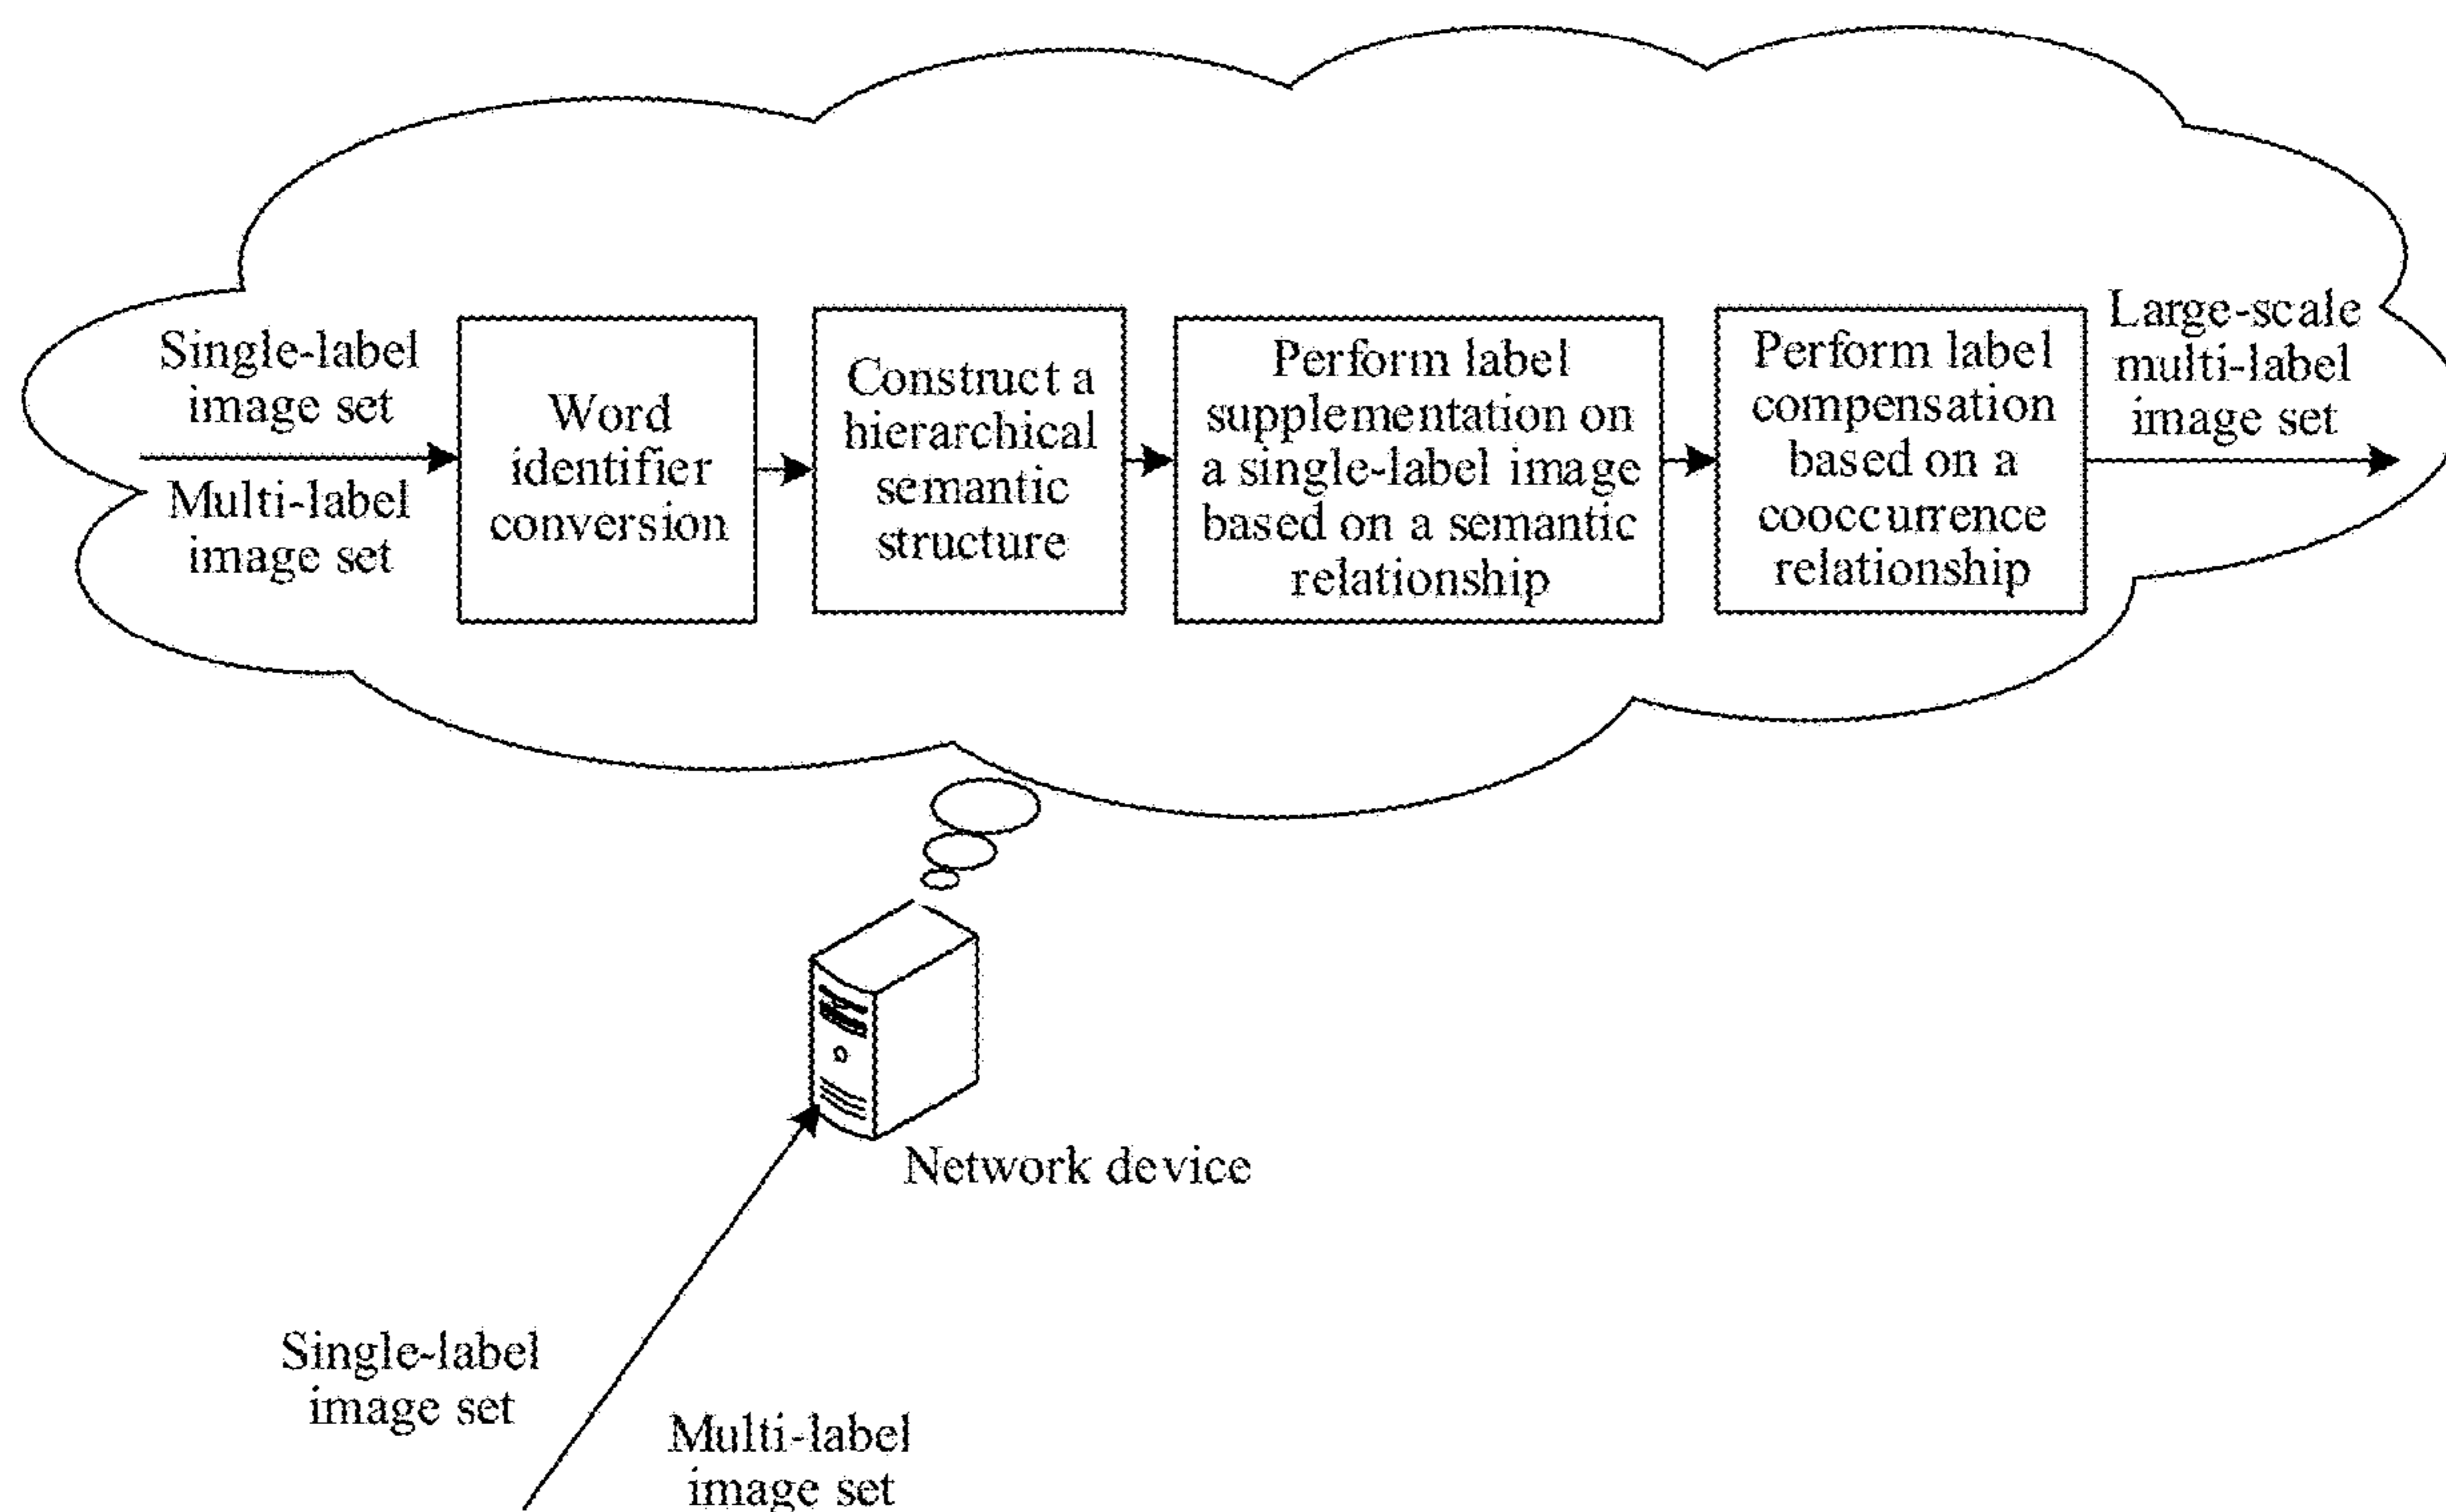 Single-label
image set
Multi-label
image set
Word
identifier
conversion
Construct a
hierarchical
semantic
structure
Perform label
supplementation on
a single-label image
based on a semantic
relationship
Perform label
compensation
based on a
cooccurrence
relationship
Large-scale
multi-label
image set
Network device
Single-label
image set
Multi-label
image set